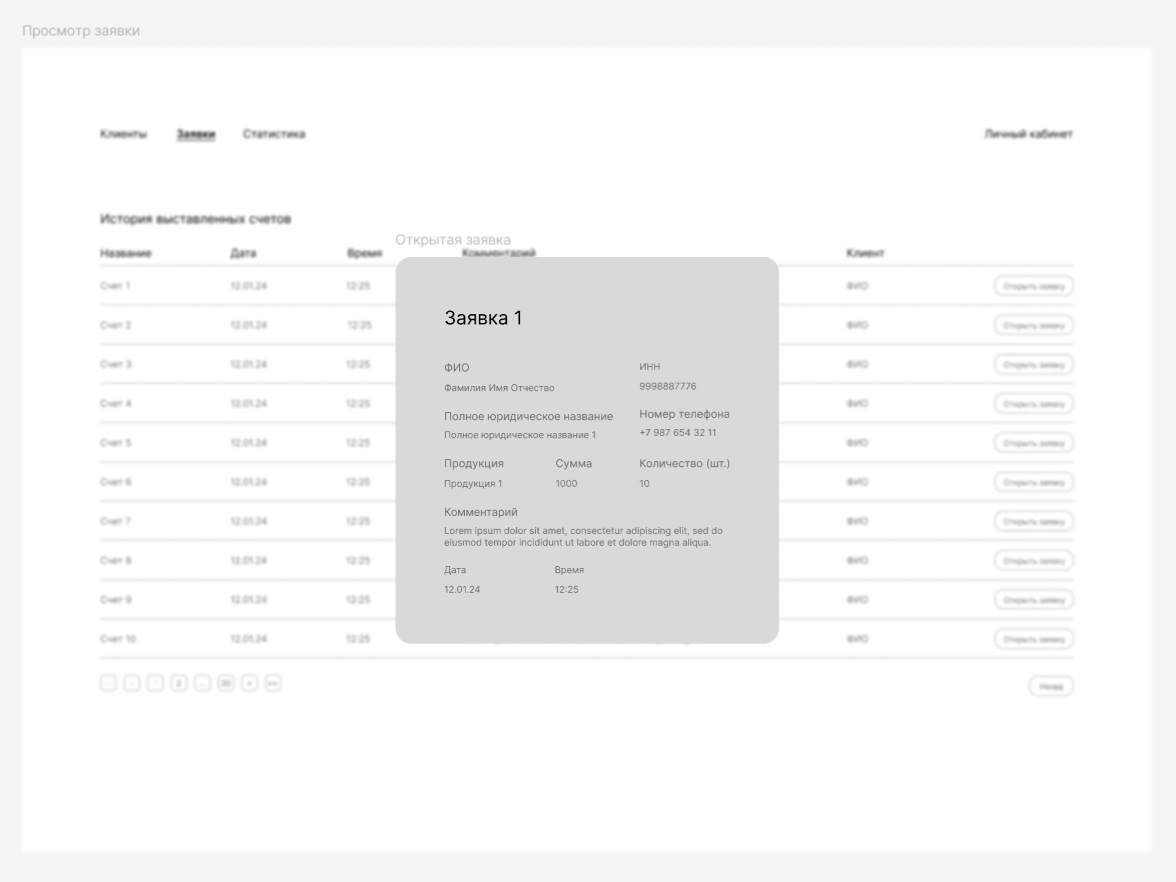 Просмотр заявки
Клиенты Заявки Статистика Личный кабинет
История выставленных счетов
Открытая заявка
Название Дата Время Комментарий Клиент
Счет 1 12.01.24 12:25 ФИО Открыть заявку
Счет 2 12.01.24 12:25 ФИО Открыть заявку
Счет 3 12.01.24 12:25 ФИО Открыть заявку
Счет 4 12.01.24 12:25 ФИО Открыть заявку
Счет 5 12.01.24 12:25 ФИО Открыть заявку
Счет 6 12.01.24 12:25 ФИО Открыть заявку
Счет 7 12.01.24 12:25 ФИО Открыть заявку
Счет 8 12.01.24 12:25 ФИО Открыть заявку
Счет 9 12.01.24 12:25 ФИО Открыть заявку
Счет 10 12.01.24 12:25 ФИО Открыть заявку
2 ... 20 > >> Назад
Заявка 1
ФИО ИНН
Фамилия Имя Отчество 9998887776
Полное юридическое название Номер телефона
Полное юридическое название 1 +7 987 654 32 11
Продукция Сумма Количество (шт.)
Продукция 1 1000 10
Комментарий
Lorem ipsum dolor sit amet, consectetur adipiscing elit, sed do
eiusmod tempor incididunt ut labore et dolore magna aliqua.
Дата Время
12.01.24 12:25